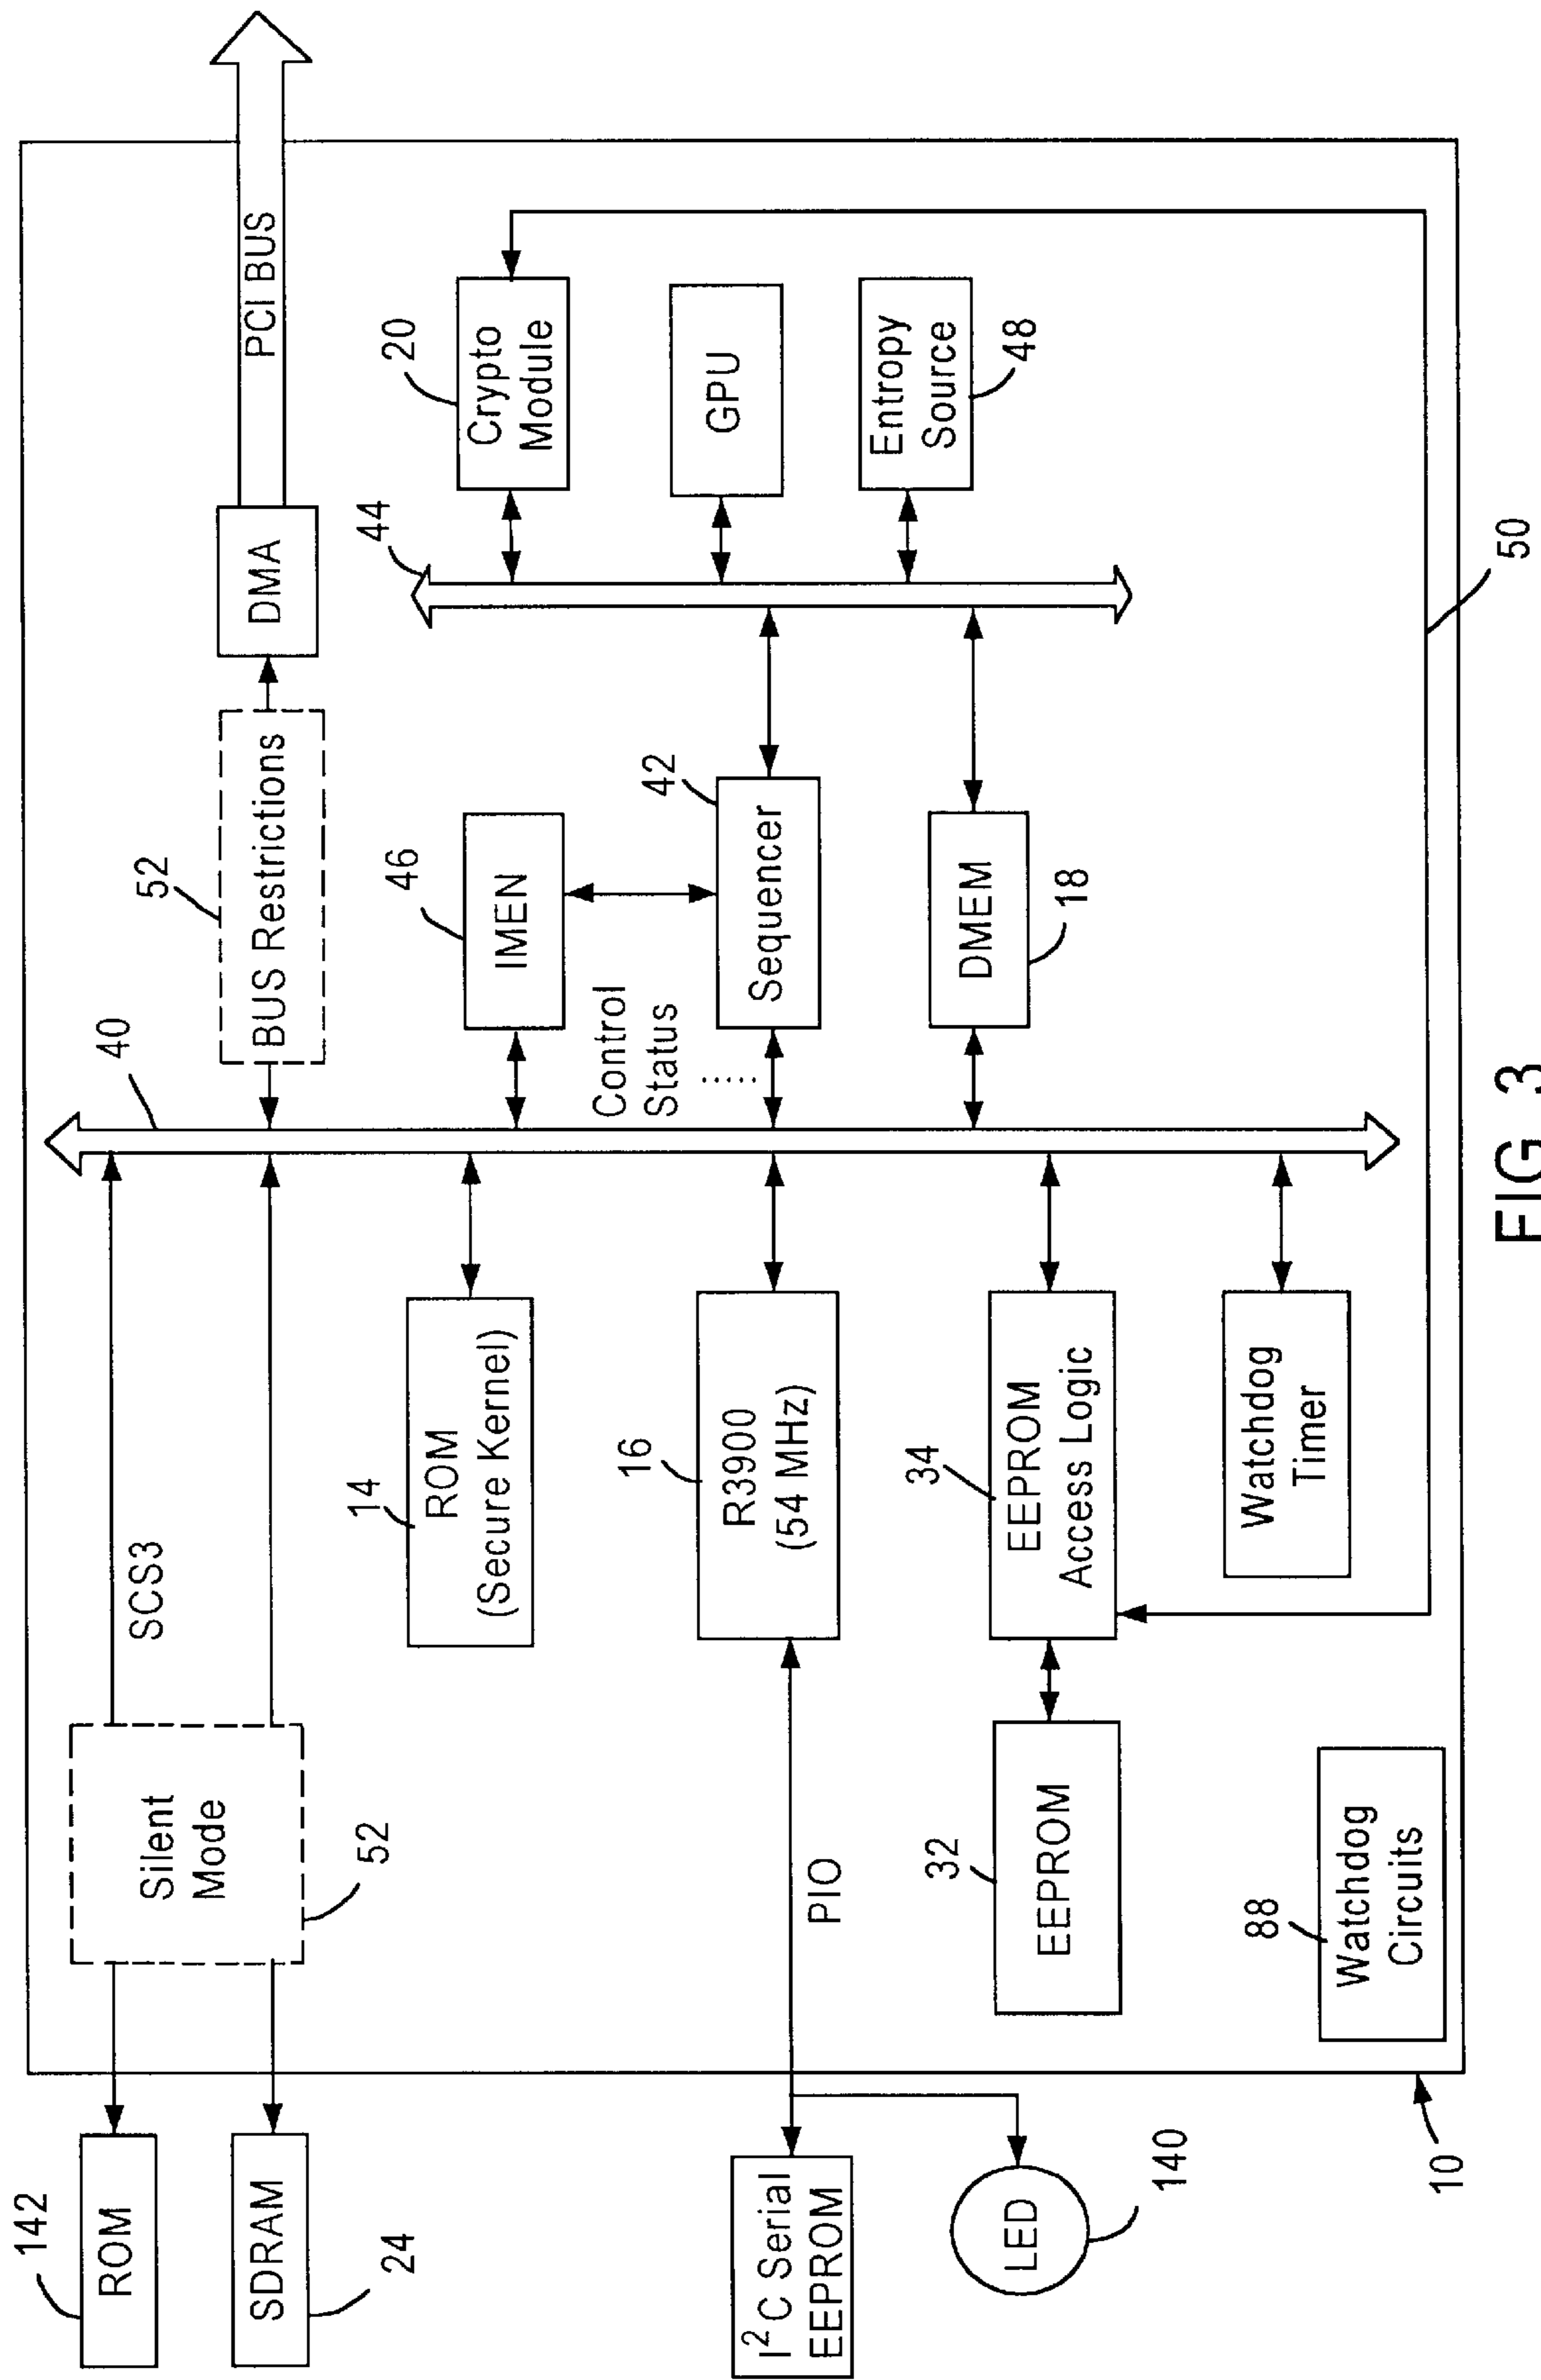 142
ROM
SDRAM
24
Silent
Mode
52
SCS3
40
52
BUS Restrictions
DMA
PCI BUS
14
ROM
(Secure Kernel)
46
IMEN
44
20
Crypto
Module
I² C Serial
EEPROM
PIO
16
R3900
(54 MHz)
Control
Status
42
Sequencer
GPU
LED
140
32
EEPROM
34
EEPROM
Access Logic
DMEM
18
Entropy
Source
48
88
Watchdog
Circuits
Watchdog
Timer
10
50
FIG. 3